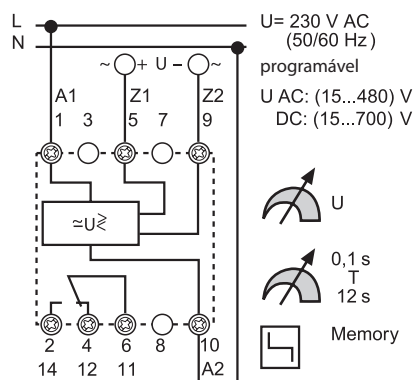 L
N
U= 230 V AC
(50/60 Hz)
programável
U AC: (15...480) V
DC: (15...700) V
~ + U − ~
A1 Z1 Z2
1 3 5 7 9
≃U≷
U
0,1 s
T
12 s
Memory
2 4 6 8 10
14 12 11 A2